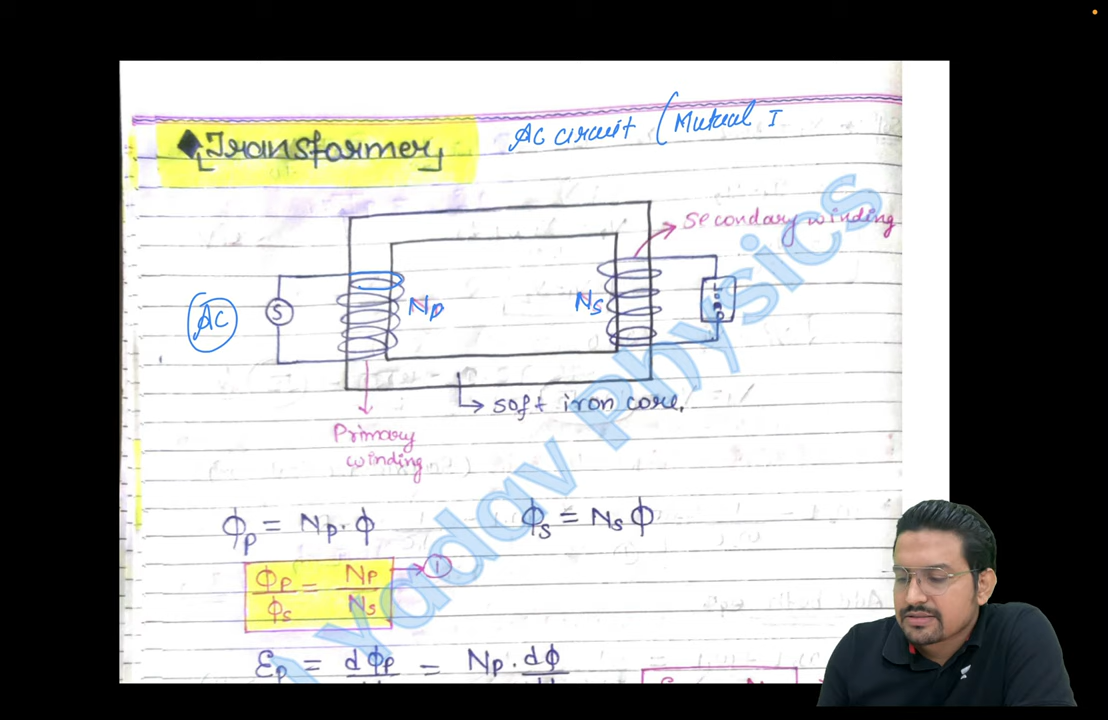 AC circuit (Mutual I
Transformer
Secondary winding
AC
S
NP
NS
LOAD
soft iron core.
Primary
winding
Yadav Physics
ϕp = Np. ϕ
ϕs = Ns ϕ
ϕp/ϕs = Np/Ns → ①
εp = dϕp = Np. dϕ